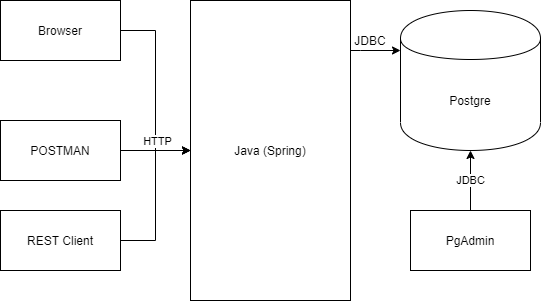 Browser
POSTMAN
REST Client
HTTP
Java (Spring)
JDBC
Postgre
JDBC
PgAdmin